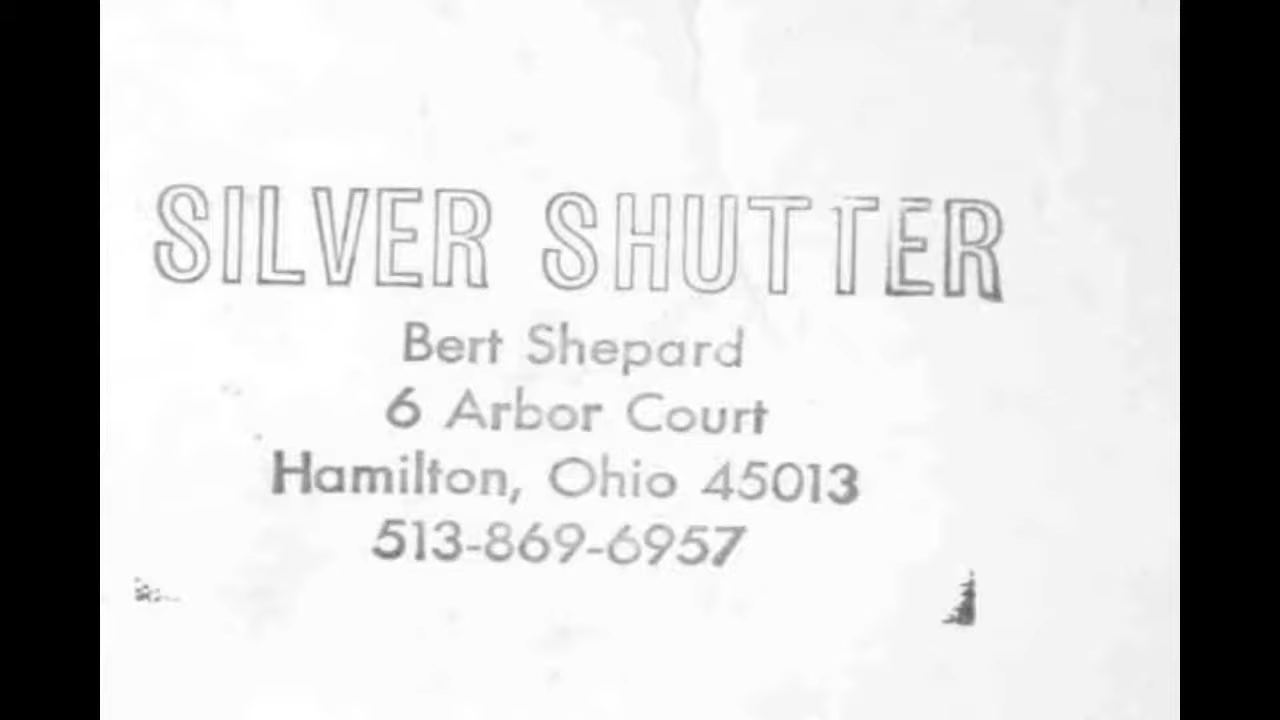 SILVER SHUTTER
Bert Shepard
6 Arbor Court
Hamilton, Ohio 45013
513-869-6957